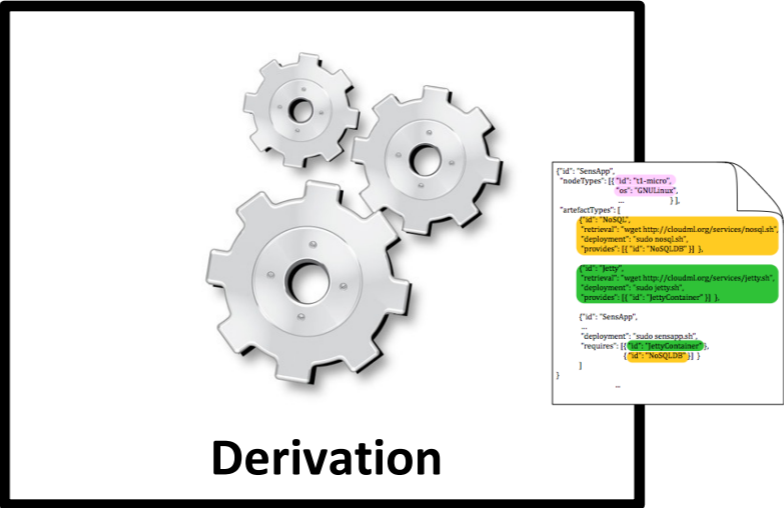 {"id": "SensApp",
"nodeTypes": [{ "id": "t1-micro",
"os": "GNULinux",
... } ],
"artefactTypes": [
{"id": "NoSQL",
"retrieval": "wget http://cloudml.org/services/nosql.sh",
"deployment": "sudo nosql.sh",
"provides": [{ "id": "NoSQLDB" }] },
{"id": "Jetty",
"retrieval": "wget http://cloudml.org/services/jetty.sh",
"deployment": "sudo jetty.sh",
"provides": [{ "id": "JettyContainer" }] },
{"id": "SensApp",
...
"deployment": "sudo sensapp.sh",
"requires": [{ "id": "JettyContainer" },
{ "id": "NoSQLDB" }] }
]
}
...
Derivation